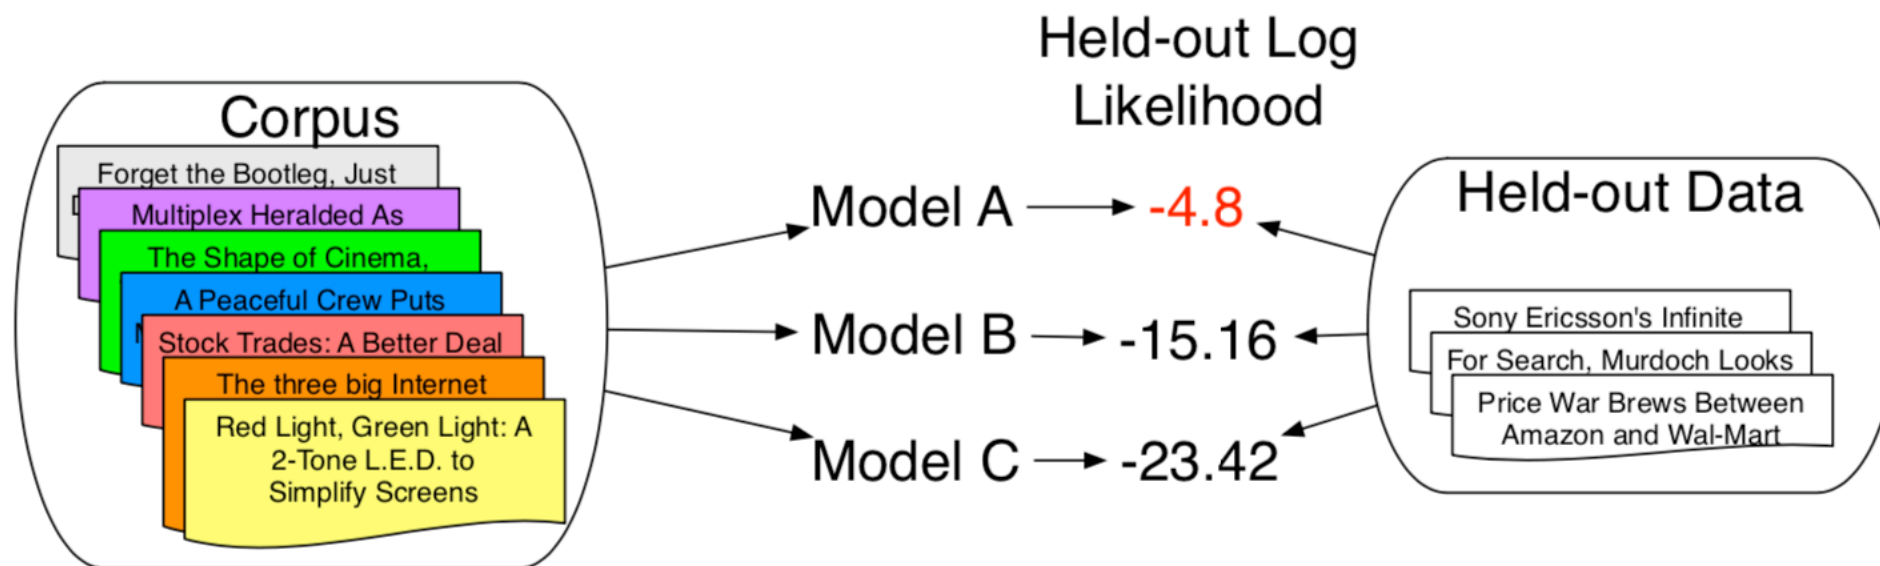 Held-out Log
Likelihood
Corpus
Forget the Bootleg, Just
Multiplex Heralded As
The Shape of Cinema,
A Peaceful Crew Puts
Stock Trades: A Better Deal
The three big Internet
Red Light, Green Light: A
2-Tone L.E.D. to
Simplify Screens
Model A
-4.8
Model B
-15.16
Model C
-23.42
Held-out Data
Sony Ericsson's Infinite
For Search, Murdoch Looks
Price War Brews Between
Amazon and Wal-Mart